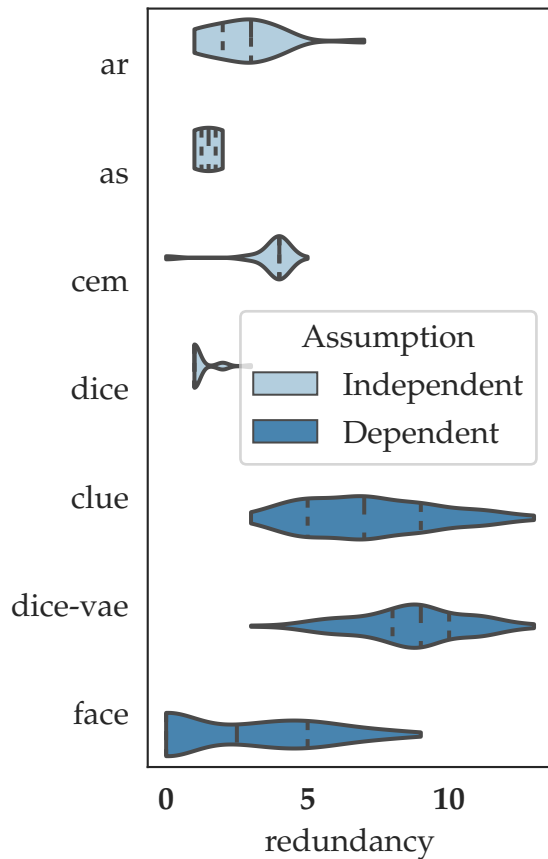 ar
as
cem
dice
clue
dice-vae
face
Assumption
Independent
Dependent
0 5 10
redundancy